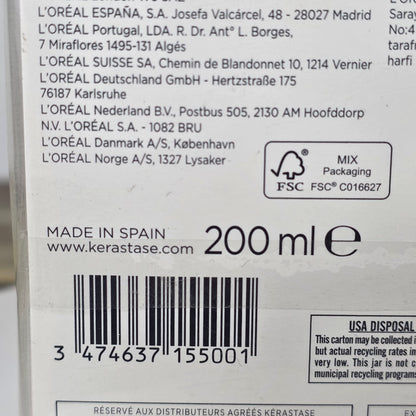 L'ORÉAL ESPAÑA, S.A. Josefa Valcárcel, 48 - 28027 Madrid
L'ORÉAL Portugal, LDA. R. Dr. Antº L. Borges,
7 Miraflores 1495-131 Algés
L'ORÉAL SUISSE SA, Chemin de Blandonnet 10, 1214 Vernier
L'ORÉAL Deutschland GmbH - Hertzstraße 175
76187 Karlsruhe
L'ORÉAL Nederland B.V., Postbus 505, 2130 AM Hoofddorp
N.V. L'ORÉAL S.A. - 1082 BRU
L'ORÉAL Danmark A/S, København
L'ORÉAL Norge A/S, 1327 Lysaker
No:4
harfi
FSC
MIX
Packaging
FSC® C016627
MADE IN SPAIN
www.kerastase.com
200 ml ℮
3 474637 155001
USA DISPOSAL
This carton may be collected
but actual recycling rates
very low. This jar is not
municipal recycling programs
RÉSERVÉ AUX DISTRIBUTEURS AGRÉÉS KÉRASTASE